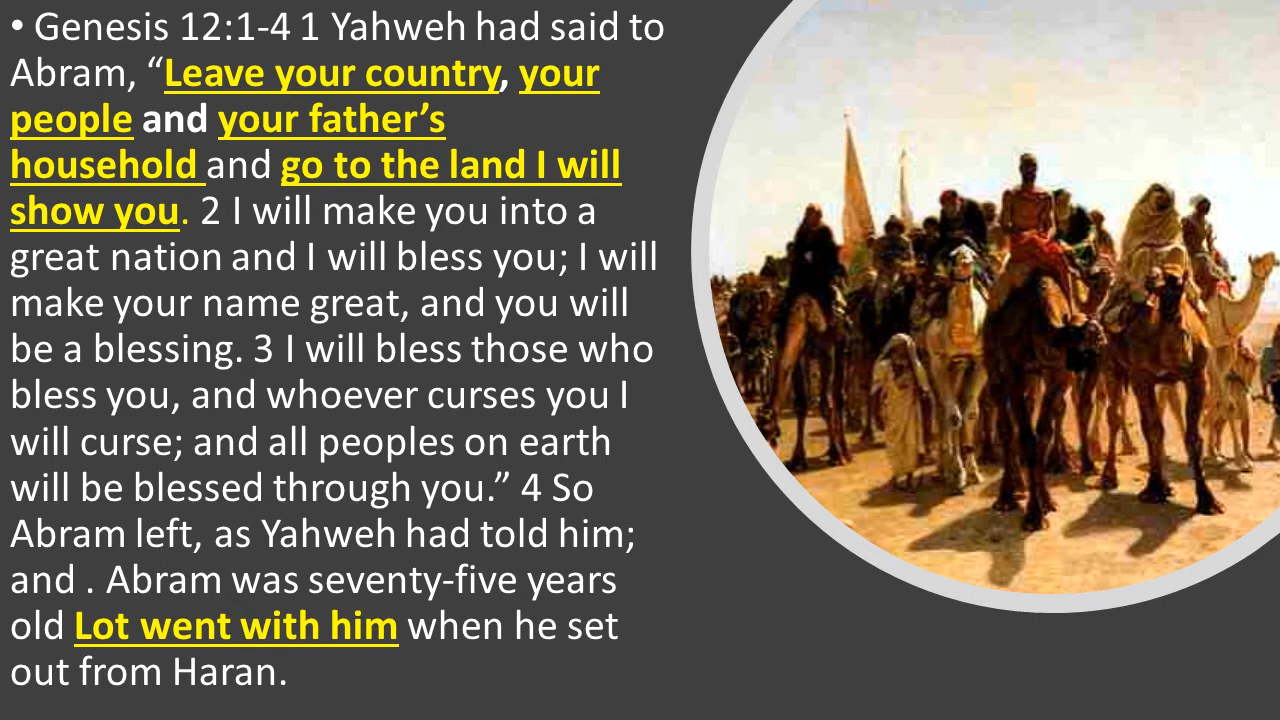 • Genesis 12:1-4 1 Yahweh had said to
Abram, “Leave your country, your
people and your father’s
household and go to the land I will
show you. 2 I will make you into a
great nation and I will bless you; I will
make your name great, and you will
be a blessing. 3 I will bless those who
bless you, and whoever curses you I
will curse; and all peoples on earth
will be blessed through you.” 4 So
Abram left, as Yahweh had told him;
and . Abram was seventy-five years
old Lot went with him when he set
out from Haran.